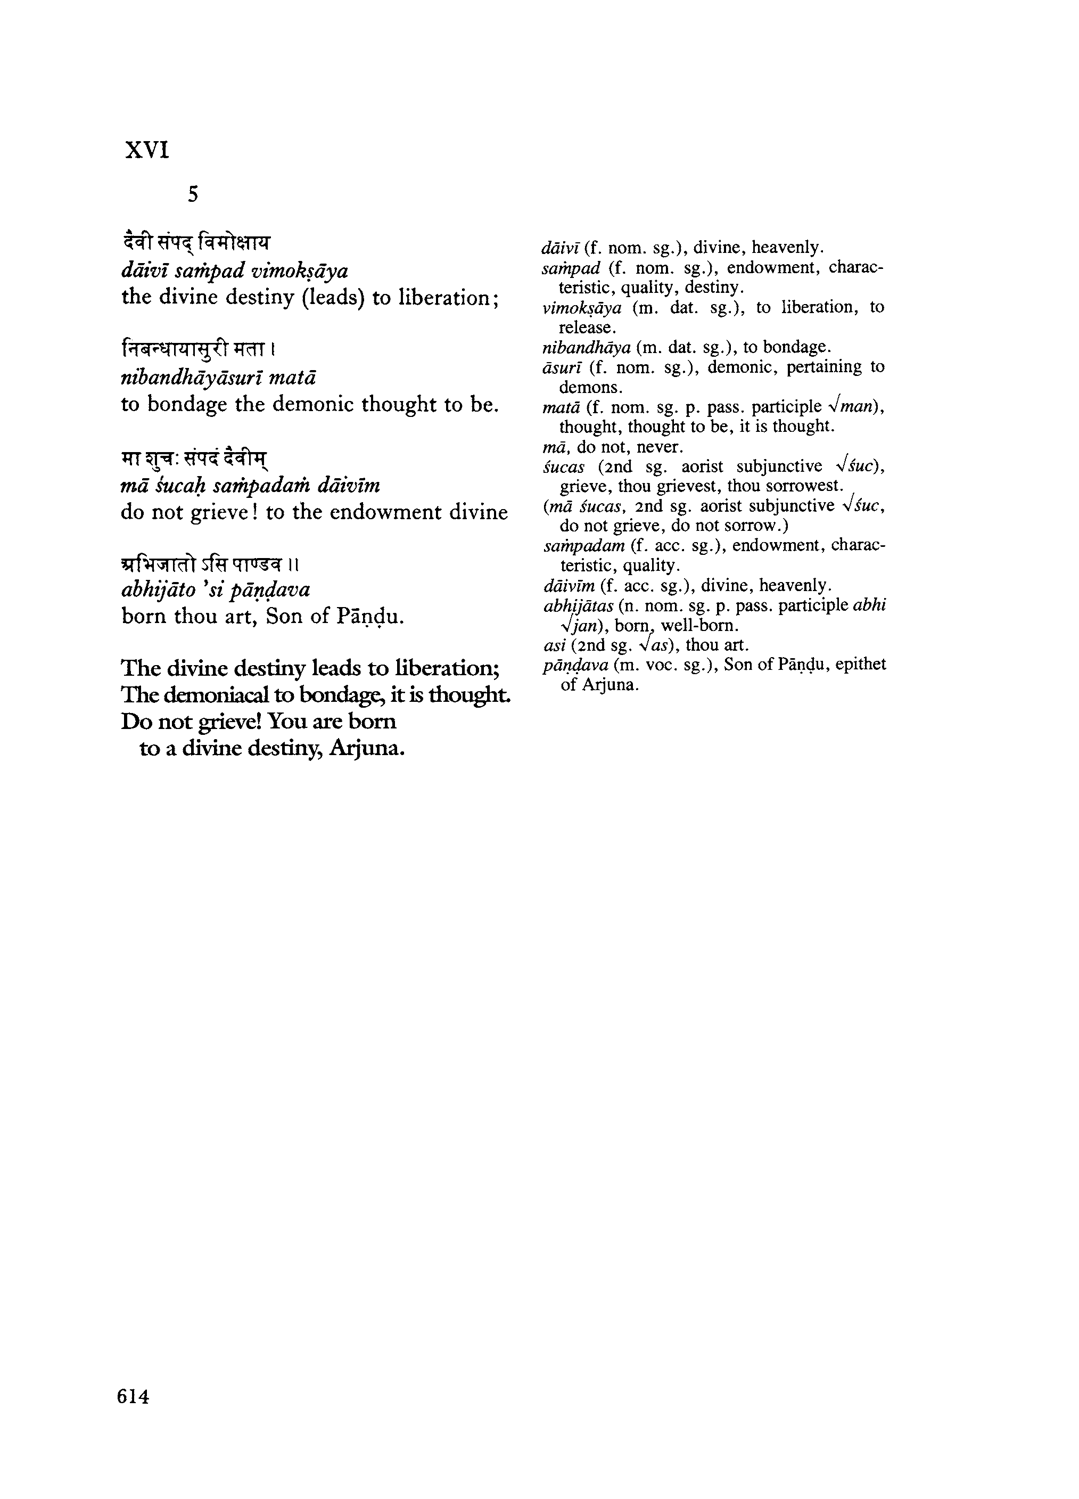 XVI
5
दैवी संपद् विमोक्षाय
dāivī saṁpad vimokṣāya
the divine destiny (leads) to liberation;
निबन्धायासुरी मता ।
nibandhāyāsurī matā
to bondage the demonic thought to be.
मा शुचः संपदं दैवीम्
mā śucaḥ saṁpadaṁ dāivīm
do not grieve! to the endowment divine
अभिजातो ऽसि पाण्डव ॥
abhijāto 'si pāṇḍava
born thou art, Son of Pāṇḍu.
The divine destiny leads to liberation;
The demoniacal to bondage, it is thought.
Do not grieve! You are born
to a divine destiny, Arjuna.
dāivī (f. nom. sg.), divine, heavenly.
saṁpad (f. nom. sg.), endowment, charac-
teristic, quality, destiny.
vimokṣāya (m. dat. sg.), to liberation, to
release.
nibandhāya (m. dat. sg.), to bondage.
āsurī (f. nom. sg.), demonic, pertaining to
demons.
matā (f. nom. sg. p. pass. participle √man),
thought, thought to be, it is thought.
mā, do not, never.
śucas (2nd sg. aorist subjunctive √śuc),
grieve, thou grievest, thou sorrowest.
(mā śucas, 2nd sg. aorist subjunctive √śuc,
do not grieve, do not sorrow.)
saṁpadam (f. acc. sg.), endowment, charac-
teristic, quality.
dāivīm (f. acc. sg.), divine, heavenly.
abhijātas (n. nom. sg. p. pass. participle abhi
√jan), born, well-born.
asi (2nd sg. √as), thou art.
pāṇḍava (m. voc. sg.), Son of Pāṇḍu, epithet
of Arjuna.
614